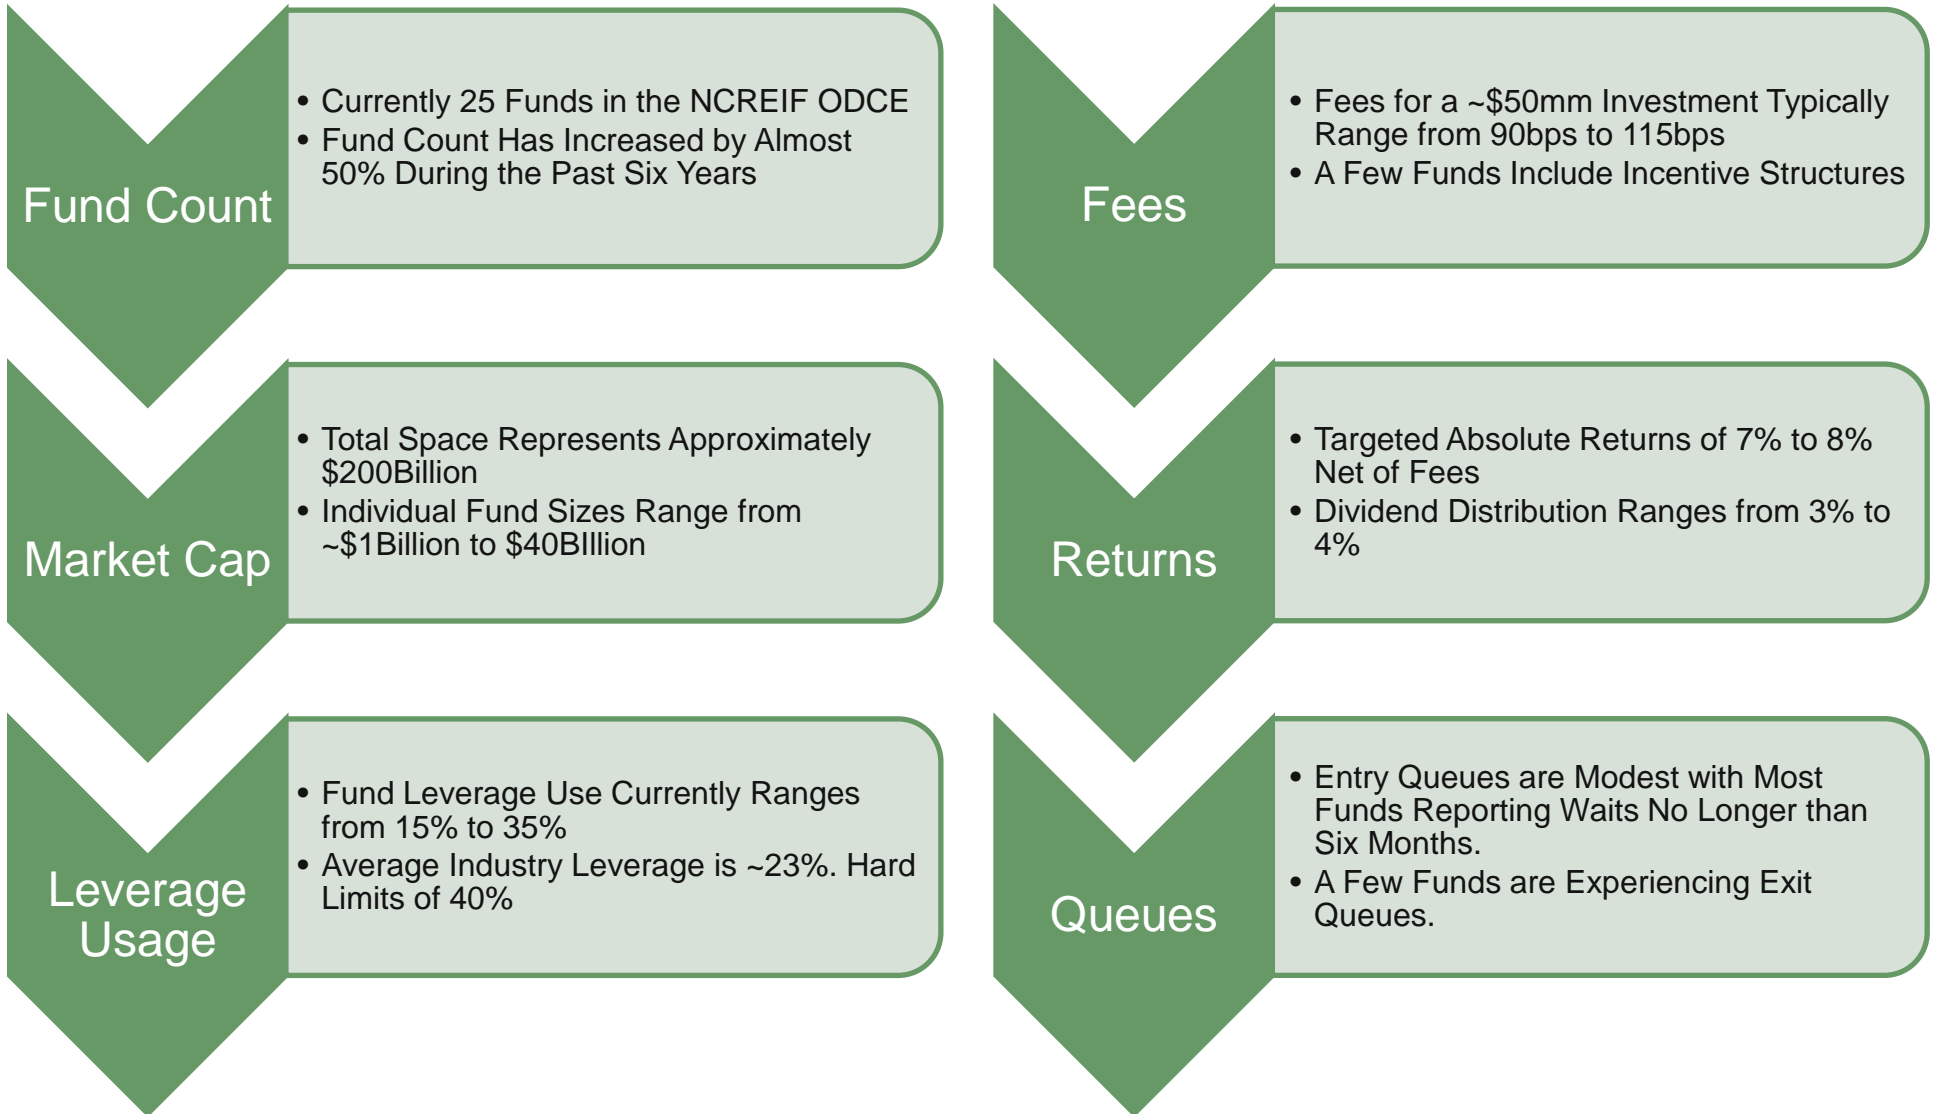 Fund Count
• Currently 25 Funds in the NCREIF ODCE
• Fund Count Has Increased by Almost
50% During the Past Six Years
Market Cap
• Total Space Represents Approximately
$200Billion
• Individual Fund Sizes Range from
~$1Billion to $40BIllion
Leverage
Usage
• Fund Leverage Use Currently Ranges
from 15% to 35%
• Average Industry Leverage is ~23%. Hard
Limits of 40%
Fees
• Fees for a ~$50mm Investment Typically
Range from 90bps to 115bps
• A Few Funds Include Incentive Structures
Returns
• Targeted Absolute Returns of 7% to 8%
Net of Fees
• Dividend Distribution Ranges from 3% to
4%
Queues
• Entry Queues are Modest with Most
Funds Reporting Waits No Longer than
Six Months.
• A Few Funds are Experiencing Exit
Queues.